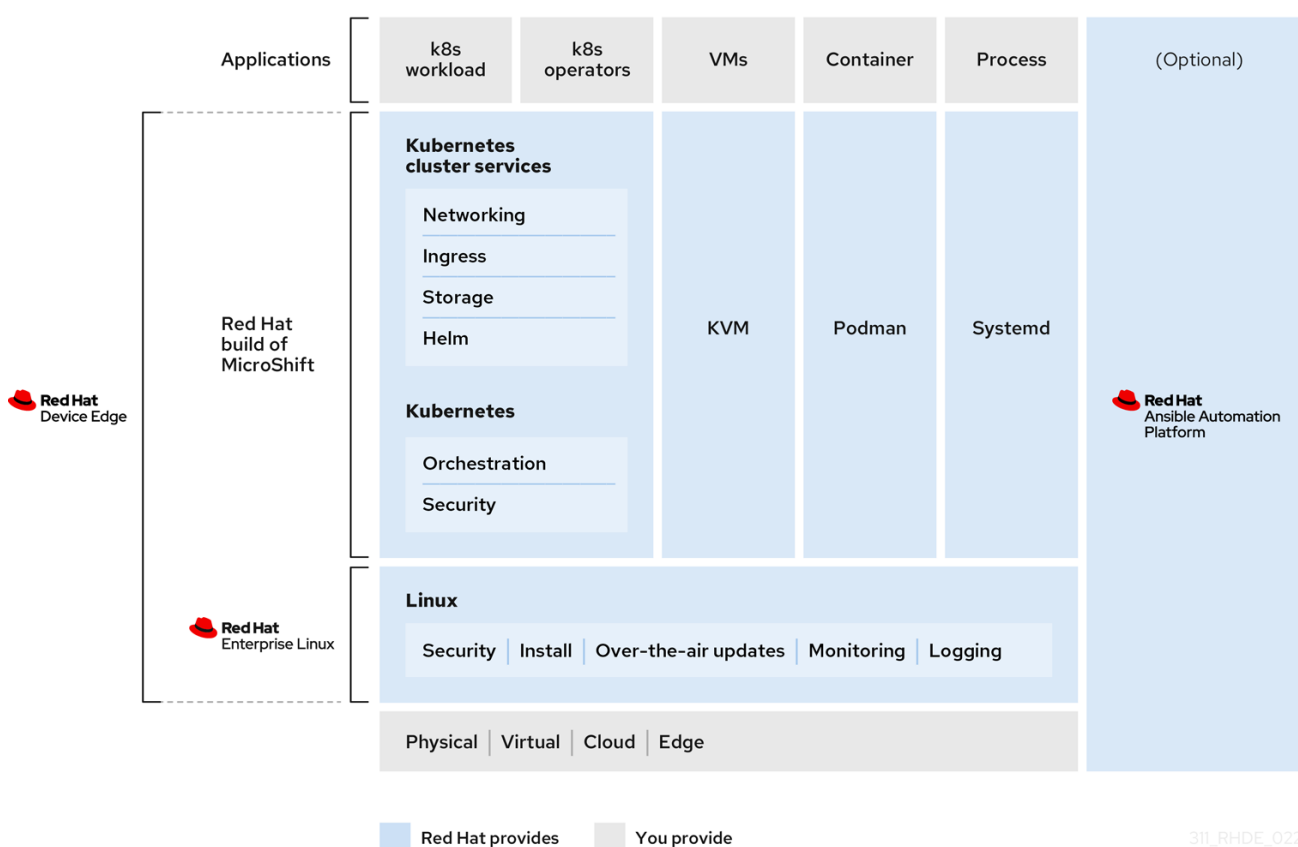 Applications
k8s
workload
k8s
operators
VMs
Container
Process
(Optional)
Kubernetes
cluster services
Networking
Ingress
Storage
Helm
Red Hat
build of
MicroShift
KVM
Podman
Systemd
Red Hat
Device Edge
Kubernetes
Orchestration
Security
Red Hat
Ansible Automation
Platform
Linux
Red Hat
Enterprise Linux
Security | Install | Over-the-air updates | Monitoring | Logging
Physical | Virtual | Cloud | Edge
Red Hat provides
You provide
311_RHDE_022